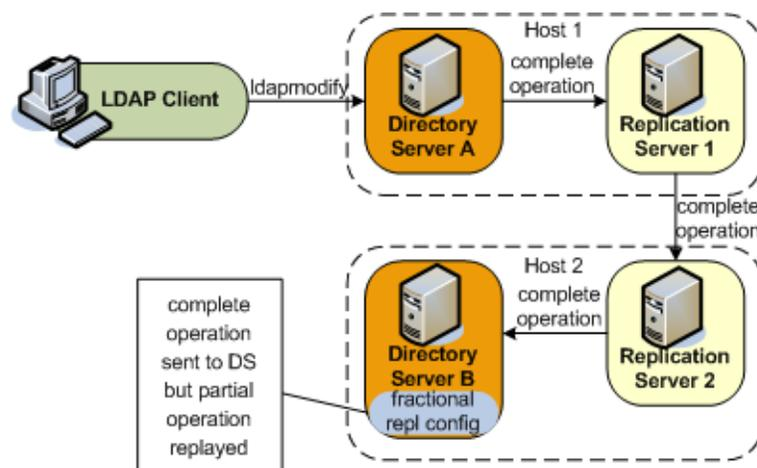 Host 1
LDAP Client
ldapmodify
Directory
Server A
complete
operation
Replication
Server 1
complete
operation
Host 2
Replication
Server 2
complete
operation
Directory
Server B
fractional
repl config
complete
operation
sent to DS
but partial
operation
replayed